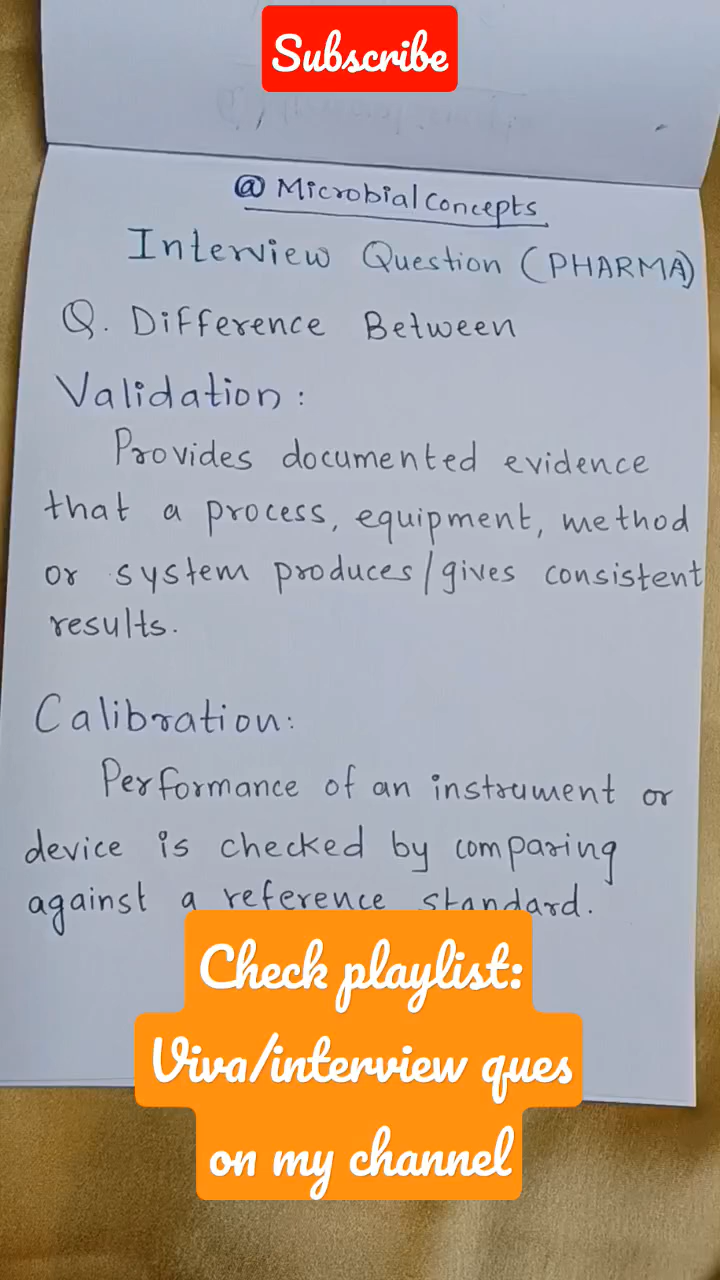 Subscribe
@ Microbial Concepts
Interview Question (PHARMA)
Q. Difference Between
Validation:
Provides documented evidence
that a process, equipment, method
or system produces/gives consistent
results.
Calibration:
Performance of an instrument or
device is checked by comparing
against a reference standard.
Check playlist:
Viva/interview ques
on my channel